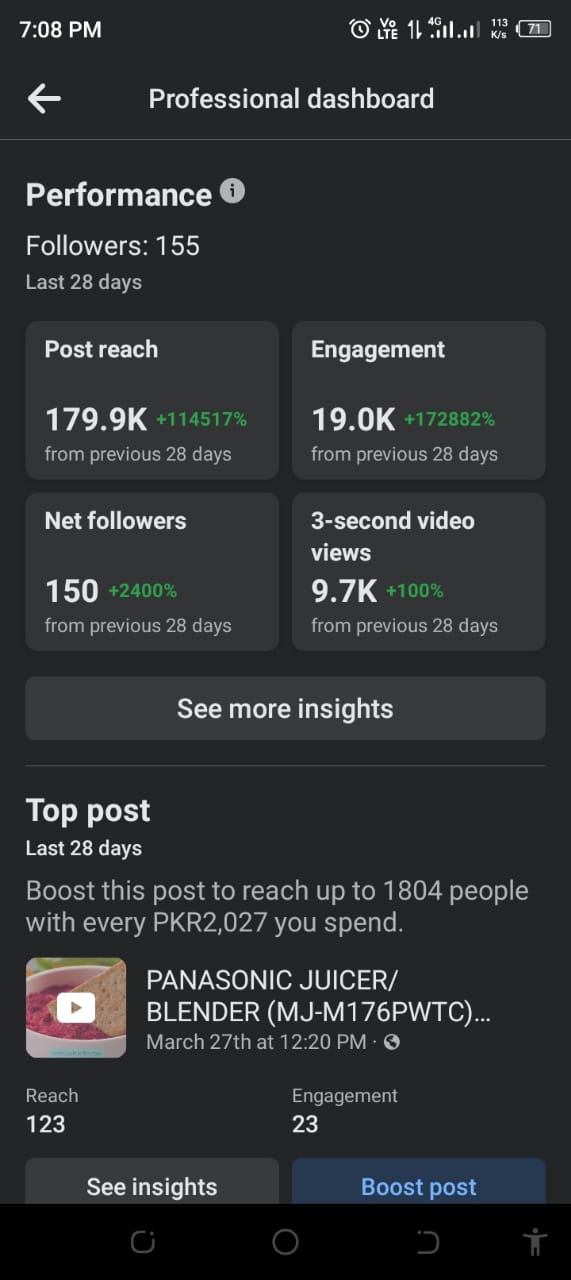 7:08 PM
Vo LTE 4G 113 K/s 71
Professional dashboard
Performance
Followers: 155
Last 28 days
Post reach
179.9K +114517%
from previous 28 days
Engagement
19.0K +172882%
from previous 28 days
Net followers
150 +2400%
from previous 28 days
3-second video
views
9.7K +100%
from previous 28 days
See more insights
Top post
Last 28 days
Boost this post to reach up to 1804 people
with every PKR2,027 you spend.
PANASONIC JUICER/
BLENDER (MJ-M176PWTC)...
March 27th at 12:20 PM ·
Reach
123
Engagement
23
See insights
Boost post